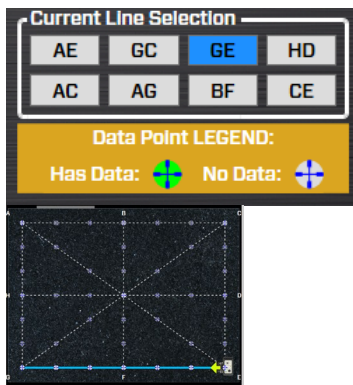 Current Line Selection
AE GC GE HD
AC AG BF CE
Data Point LEGEND:
Has Data: No Data:
A B C
H D
G F E